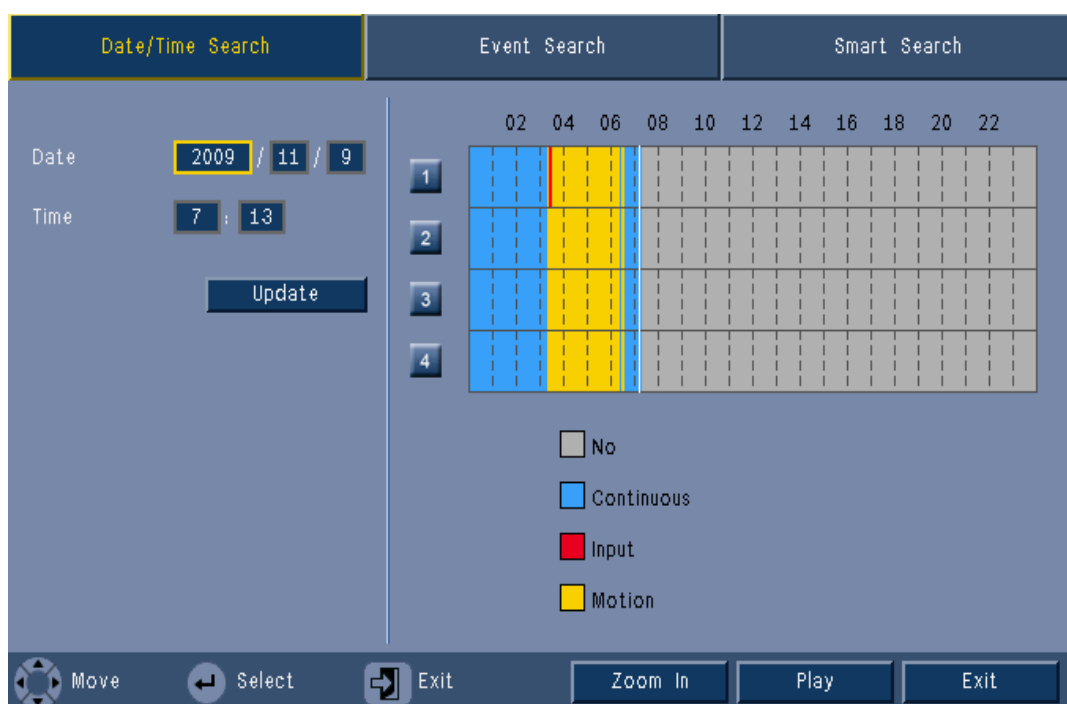 Date/Time Search Event Search Smart Search
02 04 06 08 10 12 14 16 18 20 22
Date 2009 / 11 / 9
1
Time 7 : 13
2
Update
3
4
No
Continuous
Input
Motion
Move Select Exit Zoom In Play Exit